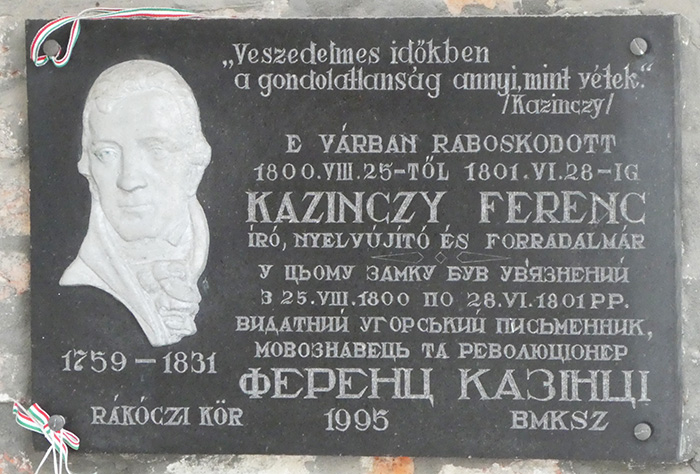 „Veszedelmes időkben
a gondolatlanság annyi, mint vétek.“
/Kazinczy/
E VÁRBAN RABOSKODOTT
1800.VIII.25-TŐL 1801.VI.28-IG
KAZINCZY FERENC
ÍRÓ, NYELVÚJÍTÓ ÉS FORRADALMÁR
У ЦЬОМУ ЗАМКУ БУВ УВ'ЯЗНЕНИЙ
З 25.VIII.1800 ПО 28.VI.1801 РР.
ВИДАТНИЙ УГОРСЬКИЙ ПИСЬМЕННИК,
МОВОЗНАВЕЦЬ ТА РЕВОЛЮЦІОНЕР
ФЕРЕНЦ КАЗІНЦІ
1759-1831
RÁKÓCZI KÖR 1995 BMKSZ